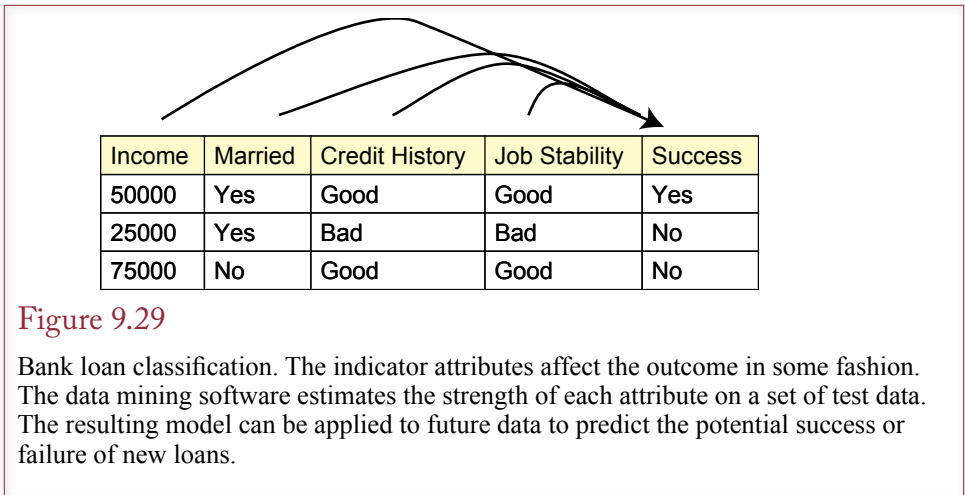 Income Married Credit History Job Stability Success
50000 Yes Good Good Yes
25000 Yes Bad Bad No
75000 No Good Good No
Figure 9.29
Bank loan classification. The indicator attributes affect the outcome in some fashion.
The data mining software estimates the strength of each attribute on a set of test data.
The resulting model can be applied to future data to predict the potential success or
failure of new loans.